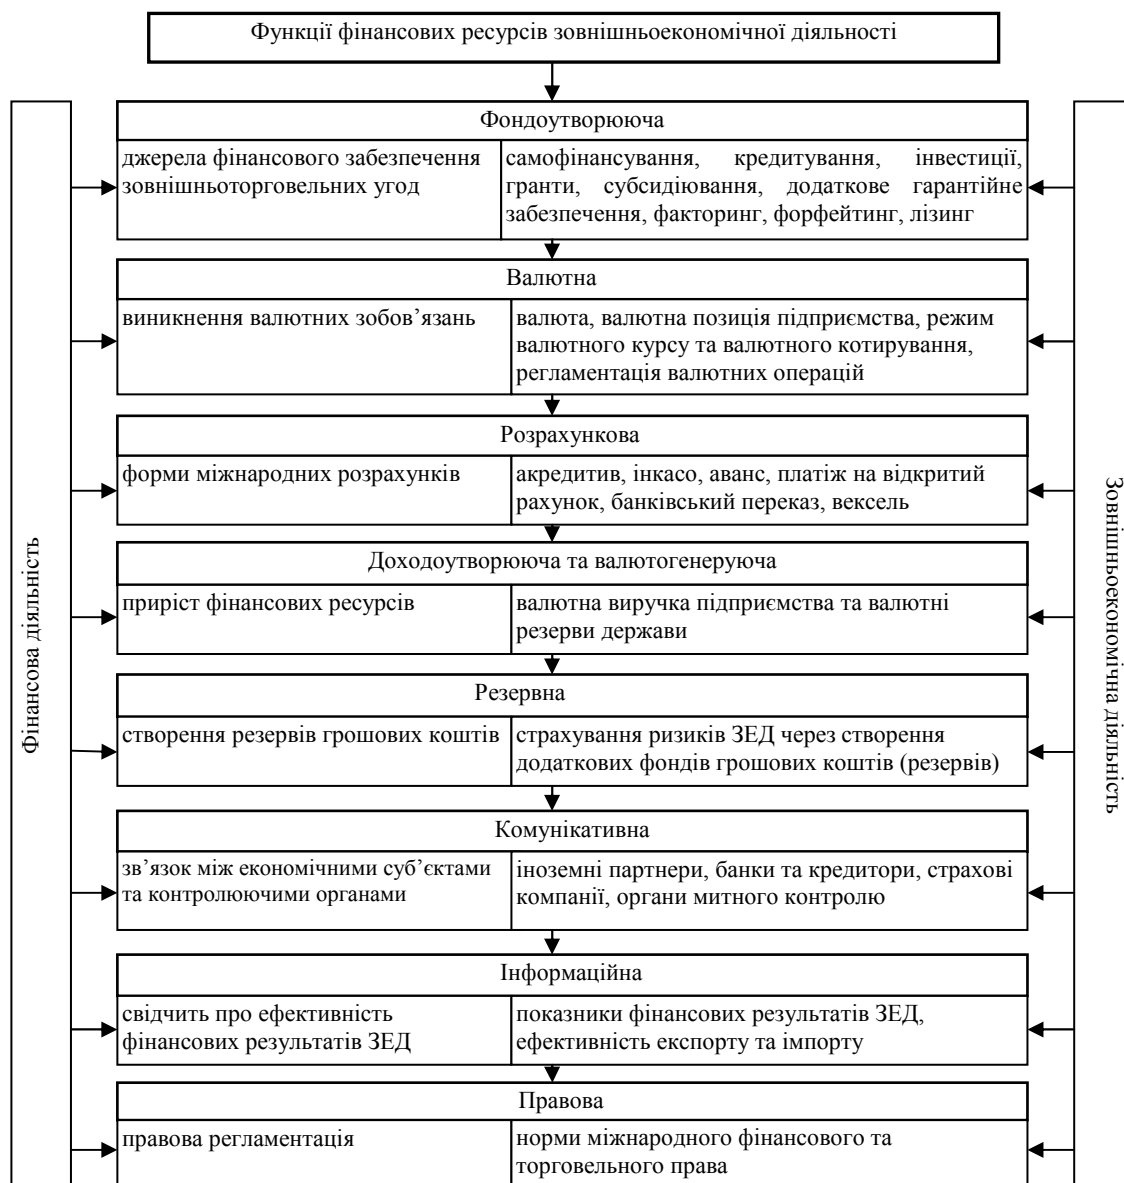 Функції фінансових ресурсів зовнішньоекономічної діяльності
Фінансова діяльність
Зовнішньоекономічна діяльність
Фондоутворююча
джерела фінансового забезпечення
зовнішньоторговельних угод
самофінансування, кредитування, інвестиції,
гранти, субсидіювання, додаткове гарантійне
забезпечення, факторинг, форфейтинг, лізинг
Валютна
виникнення валютних зобов’язань
валюта, валютна позиція підприємства, режим
валютного курсу та валютного котирування,
регламентація валютних операцій
Розрахункова
форми міжнародних розрахунків
акредитив, інкасо, аванс, платіж на відкритий
рахунок, банківський переказ, вексель
Доходоутворююча та валютогенеруюча
приріст фінансових ресурсів
валютна виручка підприємства та валютні
резерви держави
Резервна
створення резервів грошових коштів
страхування ризиків ЗЕД через створення
додаткових фондів грошових коштів (резервів)
Комунікативна
зв’язок між економічними суб’єктами
та контролюючими органами
іноземні партнери, банки та кредитори, страхові
компанії, органи митного контролю
Інформаційна
свідчить про ефективність
фінансових результатів ЗЕД
показники фінансових результатів ЗЕД,
ефективність експорту та імпорту
Правова
правова регламентація
норми міжнародного фінансового та
торговельного права